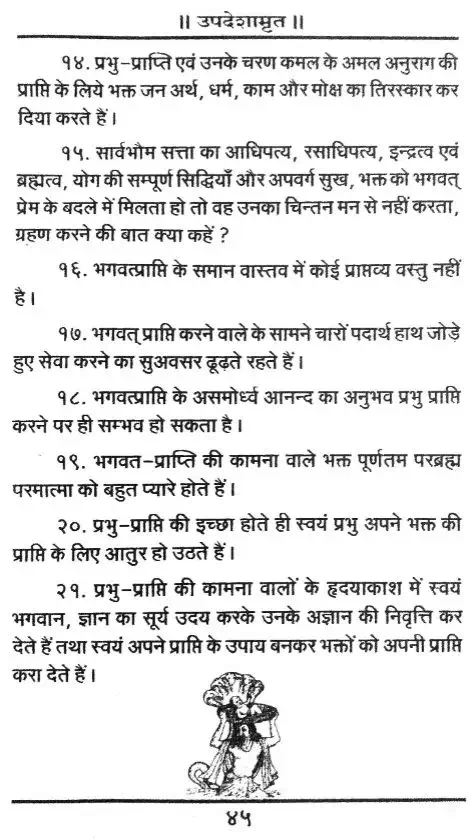 ॥ उपदेशामृत ॥
१४. प्रभु-प्राप्ति एवं उनके चरण कमल के अमल अनुराग की
प्राप्ति के लिये भक्त जन अर्थ, धर्म, काम और मोक्ष का तिरस्कार कर
दिया करते हैं।
१५. सार्वभौम सत्ता का आधिपत्य, रसाधिपत्य, इन्द्रत्व एवं
ब्रह्मत्व, योग की सम्पूर्ण सिद्धियाँ और अपवर्ग सुख, भक्त को भगवत्
प्रेम के बदले में मिलता हो तो वह उनका चिन्तन मन से नहीं करता,
ग्रहण करने की बात क्या कहें ?
१६. भगवत्प्राप्ति के समान वास्तव में कोई प्राप्तव्य वस्तु नहीं
है।
१७. भगवत् प्राप्ति करने वाले के सामने चारों पदार्थ हाथ जोड़े
हुए सेवा करने का सुअवसर ढूढ़ते रहते हैं।
१८. भगवत्प्राप्ति के असमोर्ध्व आनन्द का अनुभव प्रभु प्राप्ति
करने पर ही सम्भव हो सकता है।
१९. भगवत-प्राप्ति की कामना वाले भक्त पूर्णतम परब्रह्म
परमात्मा को बहुत प्यारे होते हैं।
२०. प्रभु-प्राप्ति की इच्छा होते ही स्वयं प्रभु अपने भक्त की
प्राप्ति के लिए आतुर हो उठते हैं।
२१. प्रभु-प्राप्ति की कामना वालों के हृदयाकाश में स्वयं
भगवान, ज्ञान का सूर्य उदय करके उनके अज्ञान की निवृत्ति कर
देते हैं तथा स्वयं अपने प्राप्ति के उपाय बनकर भक्तों को अपनी प्राप्ति
करा देते हैं।
४५